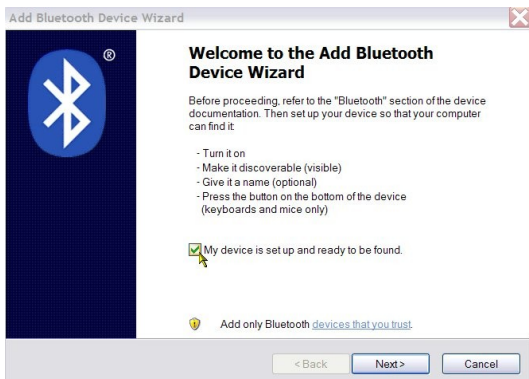 Add Bluetooth Device Wizard
®
Welcome to the Add Bluetooth
Device Wizard
Before proceeding, refer to the "Bluetooth" section of the device
documentation. Then set up your device so that your computer
can find it:
- Turn it on
- Make it discoverable (visible)
- Give it a name (optional)
- Press the button on the bottom of the device
(keyboards and mice only)
My device is set up and ready to be found.
Add only Bluetooth devices that you trust.
< Back Next > Cancel